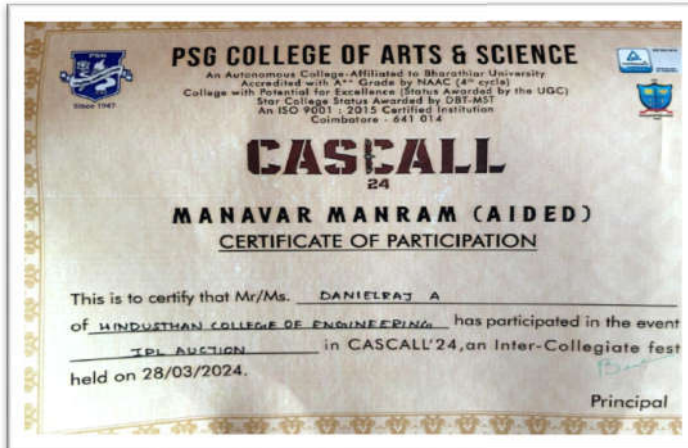 PSG
Since 1947
PSG COLLEGE OF ARTS & SCIENCE
An Autonomous College-Affiliated to Bharathiar University
Accredited with A++ Grade by NAAC (4th cycle)
College with Potential for Excellence (Status Awarded by the UGC)
Star College Status Awarded by DBT-MST
An ISO 9001 : 2015 Certified Institution
Coimbatore - 641 014
CASCALL
24
MANAVAR MANRAM (AIDED)
CERTIFICATE OF PARTICIPATION
This is to certify that Mr/Ms. DANIELRAJ A
of HINDUSTHAN COLLEGE OF ENGINEERING has participated in the event
IPL AUCTION in CASCALL'24, an Inter-Collegiate fest
held on 28/03/2024.
Principal